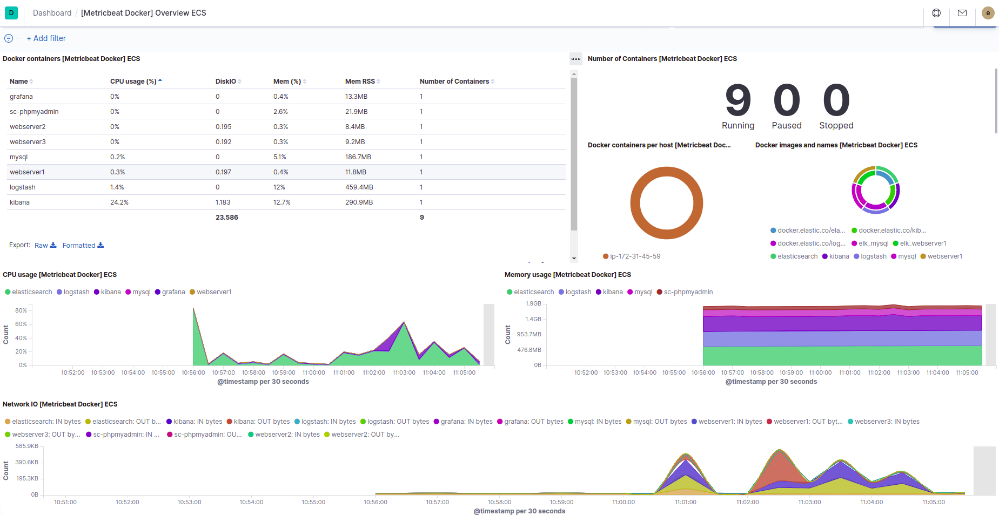 D Dashboard / [Metricbeat Docker] Overview ECS e
+ Add filter
Docker containers [Metricbeat Docker] ECS
Name CPU usage (%) DiskIO Mem (%) Mem RSS Number of Containers
grafana 0% 0 0.4% 13.3MB 1
sc-phpmyadmin 0% 0 2.6% 21.9MB 1
webserver2 0% 0.195 0.3% 8.4MB 1
webserver3 0% 0.192 0.3% 9.2MB 1
mysql 0.2% 0 5.1% 186.7MB 1
webserver1 0.3% 0.197 0.4% 11.8MB 1
logstash 1.4% 0 12% 459.4MB 1
kibana 24.2% 1.183 12.7% 290.9MB 1
23.586 9
Export: Raw Formatted
Number of Containers [Metricbeat Docker] ECS
9 0 0
Running Paused Stopped
Docker containers per host [Metricbeat Doc...
ip-172-31-45-59
Docker images and names [Metricbeat Docker] ECS
docker.elastic.co/ela... docker.elastic.co/kib...
docker.elastic.co/log... elk_mysql elk_webserver1
elasticsearch kibana logstash mysql webserver1
CPU usage [Metricbeat Docker] ECS
elasticsearch logstash kibana mysql grafana webserver1
Count
80%
60%
40%
20%
0%
10:52:00 10:53:00 10:54:00 10:55:00 10:56:00 10:57:00 10:58:00 10:59:00 11:00:00 11:01:00 11:02:00 11:03:00 11:04:00 11:05:00
@timestamp per 30 seconds
Memory usage [Metricbeat Docker] ECS
elasticsearch logstash kibana mysql sc-phpmyadmin
Count
1.9GB
1.4GB
953.7MB
476.8MB
0B
10:52:00 10:53:00 10:54:00 10:55:00 10:56:00 10:57:00 10:58:00 10:59:00 11:00:00 11:01:00 11:02:00 11:03:00 11:04:00 11:05:00
@timestamp per 30 seconds
Network IO [Metricbeat Docker] ECS
elasticsearch: IN bytes elasticsearch: OUT b... kibana: IN bytes kibana: OUT bytes logstash: IN bytes logstash: OUT bytes grafana: IN bytes grafana: OUT bytes mysql: IN bytes mysql: OUT bytes webserver1: IN bytes webserver1: OUT byt... webserver3: IN bytes
webserver3: OUT by... sc-phpmyadmin: IN ... sc-phpmyadmin: OU... webserver2: IN bytes webserver2: OUT by...
Count
585.9KB
390.6KB
195.3KB
0B
10:51:00 10:52:00 10:53:00 10:54:00 10:55:00 10:56:00 10:57:00 10:58:00 10:59:00 11:00:00 11:01:00 11:02:00 11:03:00 11:04:00 11:05:00
@timestamp per 30 seconds